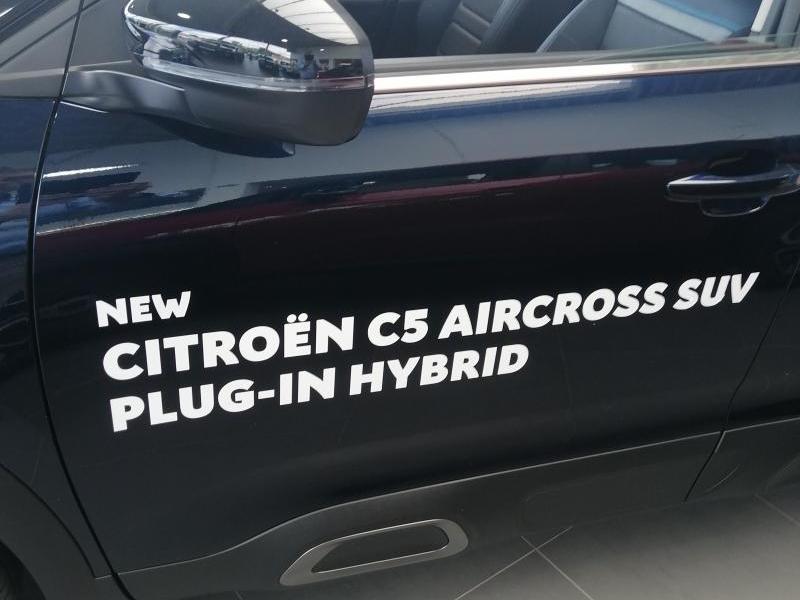 NEW
CITROËN C5 AIRCROSS SUV
PLUG-IN HYBRID